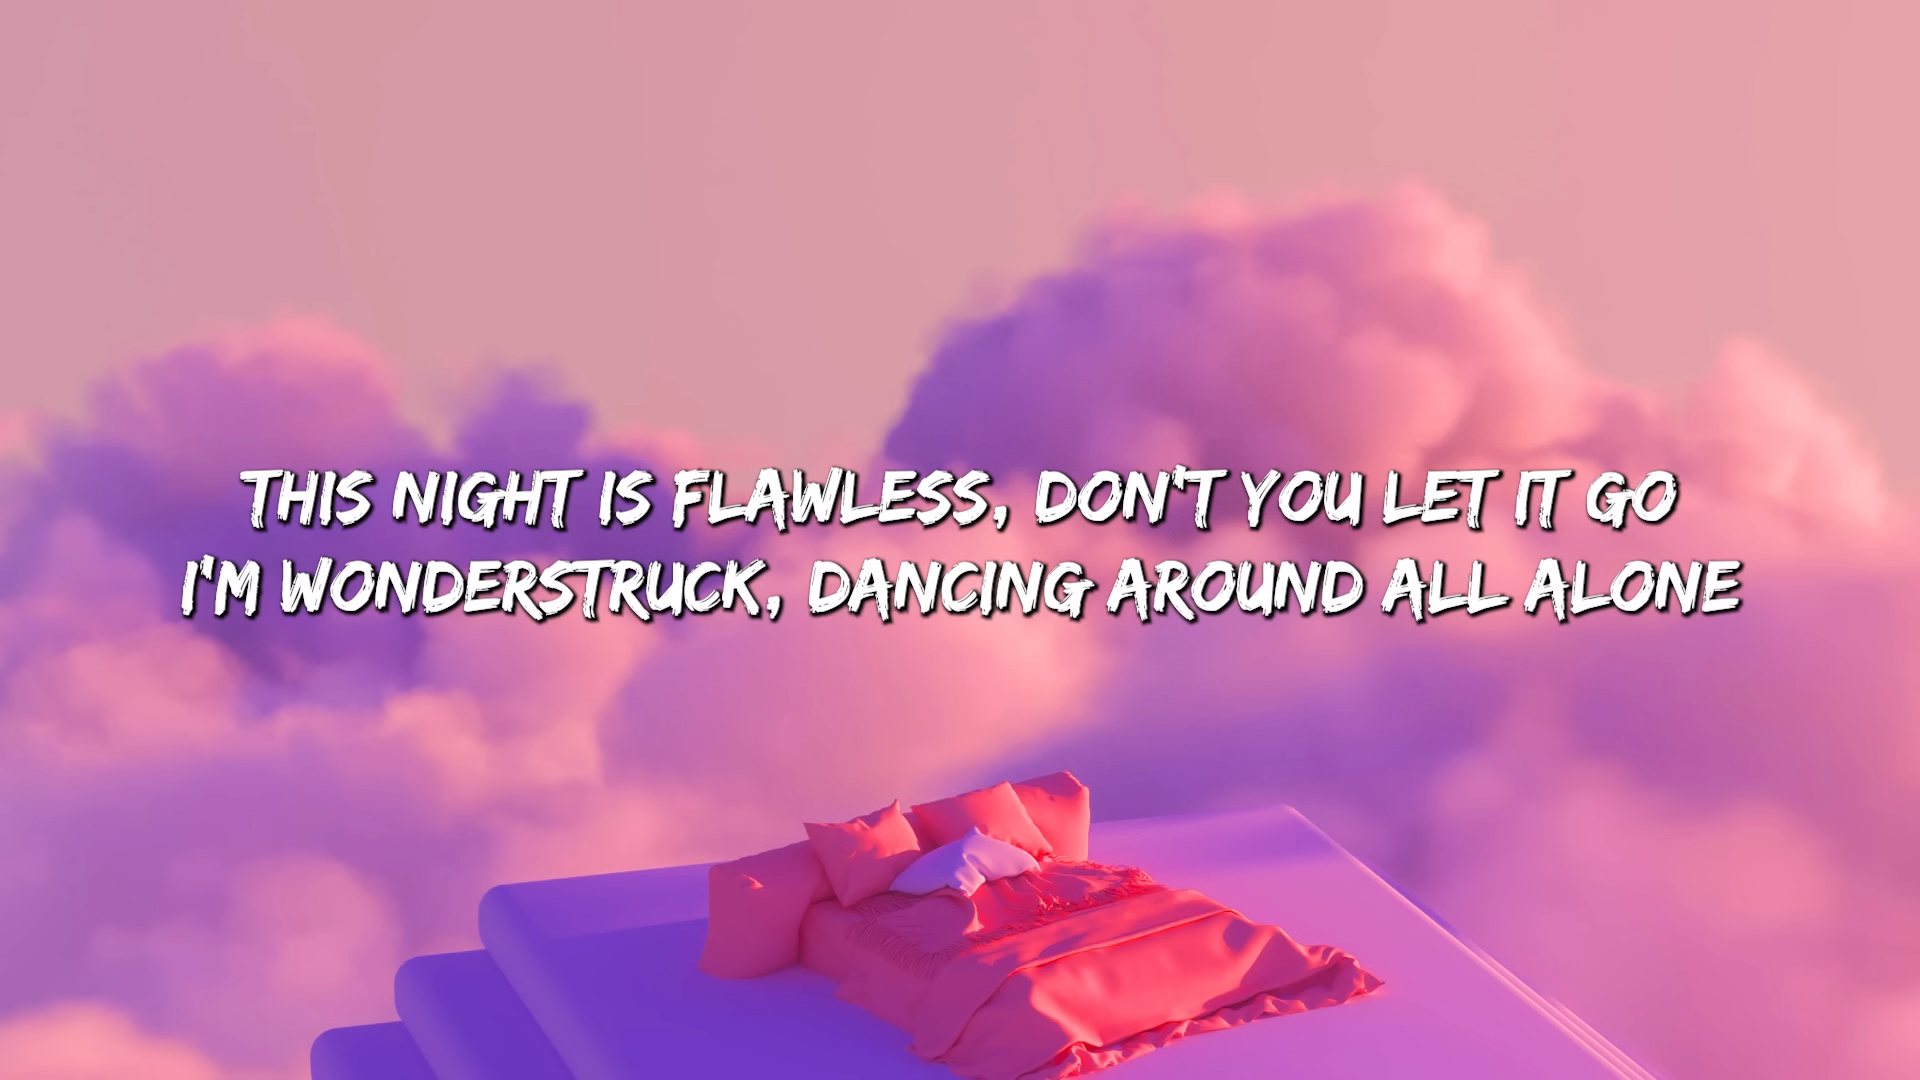 THIS NIGHT IS FLAWLESS, DON'T YOU LET IT GO
I'M WONDERSTRUCK, DANCING AROUND ALL ALONE